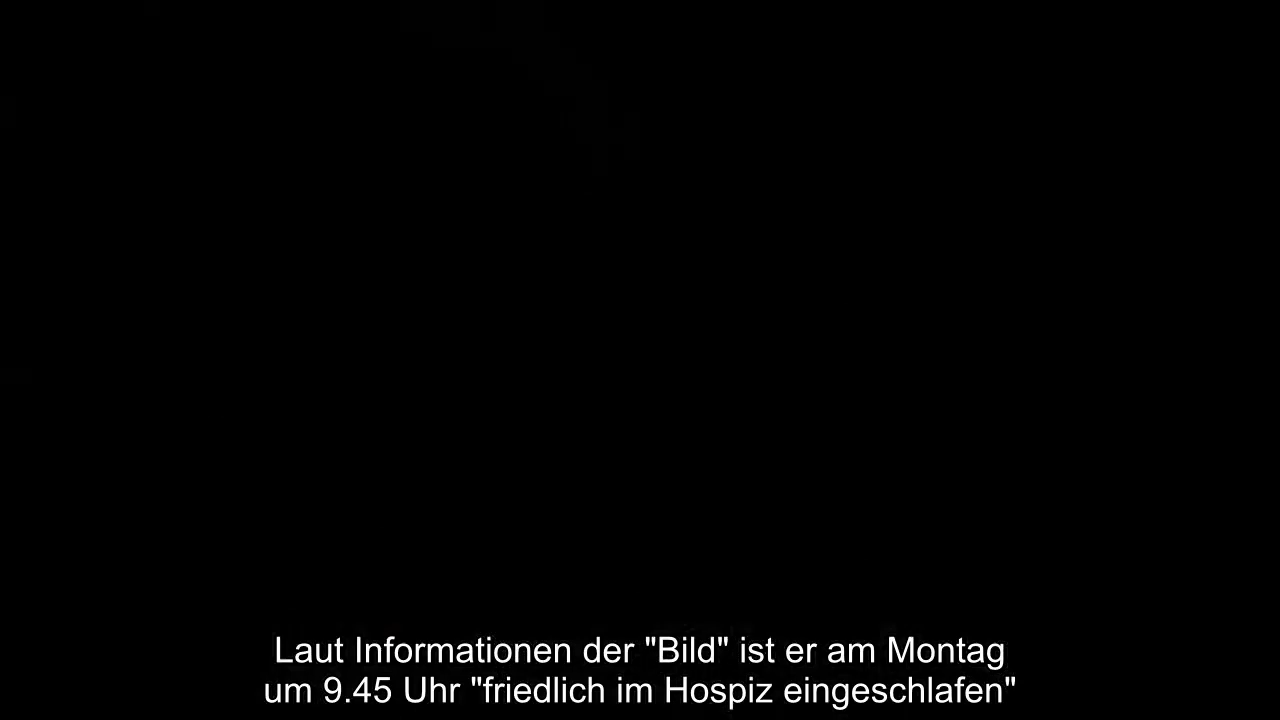 Laut Informationen der "Bild" ist er am Montag
um 9.45 Uhr "friedlich im Hospiz eingeschlafen"